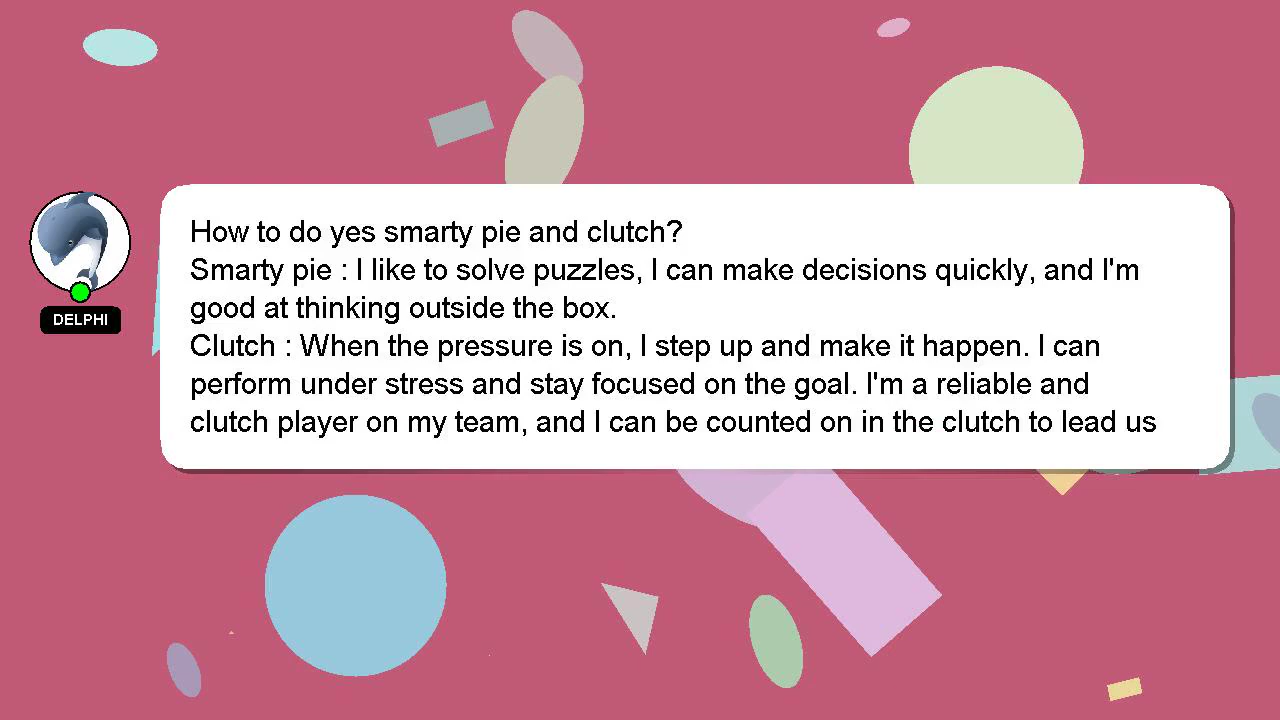 How to do yes smarty pie and clutch?
Smarty pie : I like to solve puzzles, I can make decisions quickly, and I'm
good at thinking outside the box.
Clutch : When the pressure is on, I step up and make it happen. I can
perform under stress and stay focused on the goal. I'm a reliable and
clutch player on my team, and I can be counted on in the clutch to lead us
DELPHI